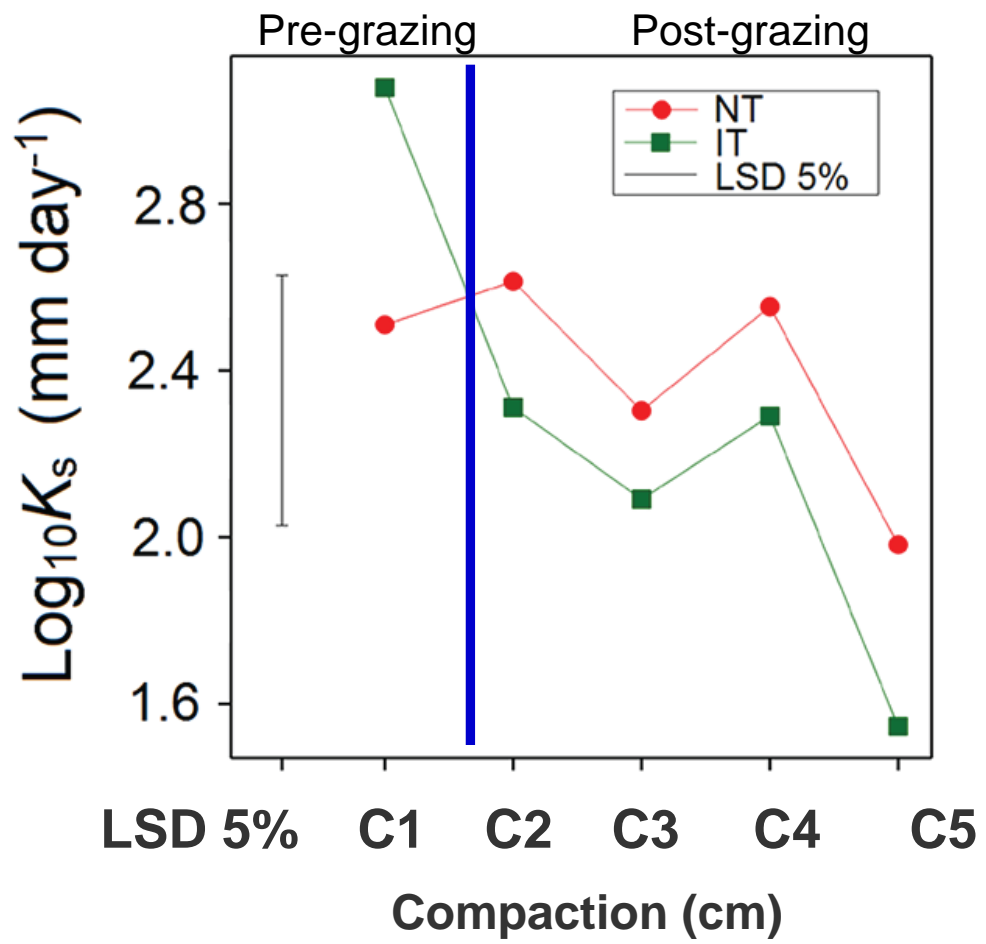 Pre-grazing Post-grazing
NT
IT
LSD 5%
Log₁₀Kₛ (mm day⁻¹)
2.8
2.4
2.0
1.6
LSD 5% C1 C2 C3 C4 C5
Compaction (cm)